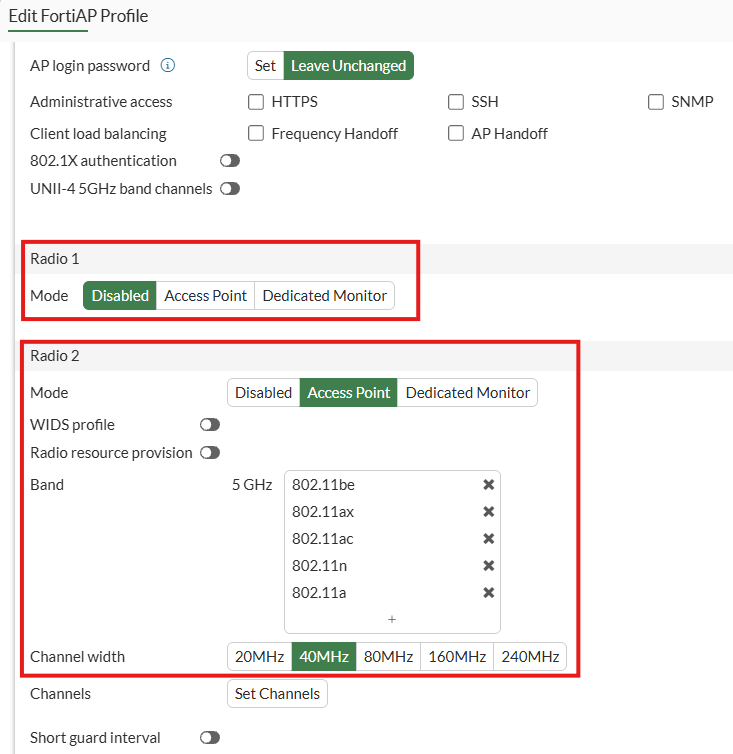 Edit FortiAP Profile
AP login password Set Leave Unchanged
Administrative access HTTPS SSH SNMP
Client load balancing Frequency Handoff AP Handoff
802.1X authentication
UNII-4 5GHz band channels
Radio 1
Mode Disabled Access Point Dedicated Monitor
Radio 2
Mode Disabled Access Point Dedicated Monitor
WIDS profile
Radio resource provision
Band 5 GHz 802.11be
802.11ax
802.11ac
802.11n
802.11a
+
Channel width 20MHz 40MHz 80MHz 160MHz 240MHz
Channels Set Channels
Short guard interval